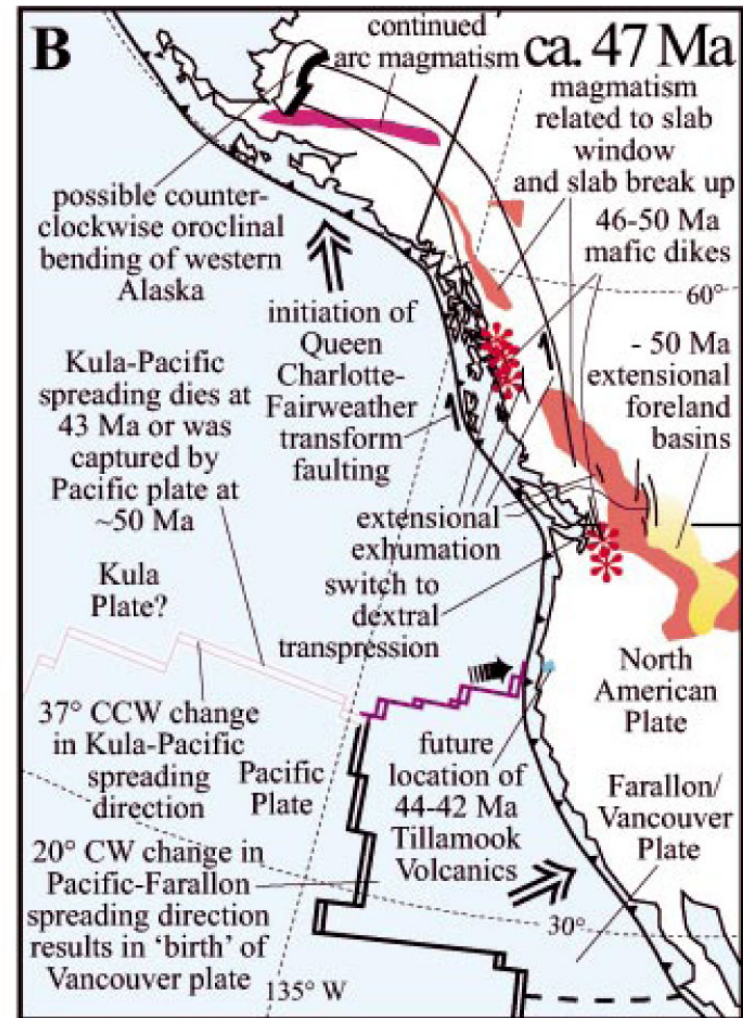 B
continued
arc magmatism
ca. 47 Ma
magmatism
related to slab
window
and slab break up
46-50 Ma
mafic dikes
60°
possible counter-
clockwise oroclinal
bending of western
Alaska
initiation of
Queen
Charlotte-
Fairweather
transform
faulting
- 50 Ma
extensional
foreland
basins
Kula-Pacific
spreading dies at
43 Ma or was
captured by
Pacific plate at
~50 Ma
extensional
exhumation
switch to
dextral
transpression
Kula
Plate?
North
American
Plate
37° CCW change
in Kula-Pacific
spreading
direction
Pacific
Plate
future
location of
44-42 Ma
Tillamook
Volcanics
Farallon/
Vancouver
Plate
20° CW change in
Pacific-Farallon
spreading direction
results in ‘birth’ of
Vancouver plate
30°
135° W